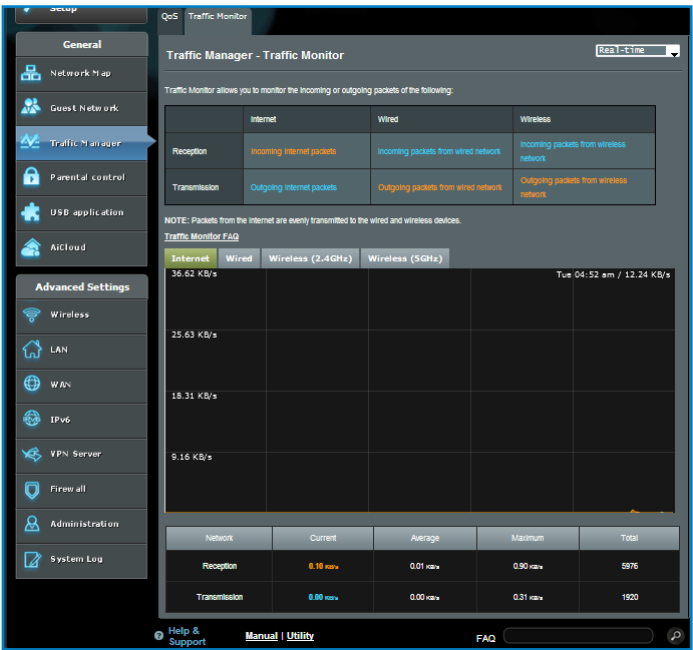 Setup
General
Network Map
Guest Network
Traffic Manager
Parental control
USB application
AiCloud
Advanced Settings
Wireless
LAN
WAN
IPv6
VPN Server
Firewall
Administration
System Log
QoS Traffic Monitor
Traffic Manager - Traffic Monitor
Real-time
Traffic Monitor allows you to monitor the incoming or outgoing packets of the following:
Internet Wired Wireless
Reception Incoming internet packets Incoming packets from wired network Incoming packets from wireless
network
Transmission Outgoing internet packets Outgoing packets from wired network Outgoing packets from wireless
network
NOTE: Packets from the internet are evenly transmitted to the wired and wireless devices.
Traffic Monitor FAQ
Internet Wired Wireless (2.4GHz) Wireless (5GHz)
36.62 KB/s Tue 04:52 am / 12.24 KB/s
25.63 KB/s
18.31 KB/s
9.16 KB/s
Network Current Average Maximum Total
Reception 0.10 KB/s 0.01 KB/s 0.90 KB/s 5976
Transmission 0.00 KB/s 0.00 KB/s 0.31 KB/s 1920
Help &
Support
Manual | Utility FAQ